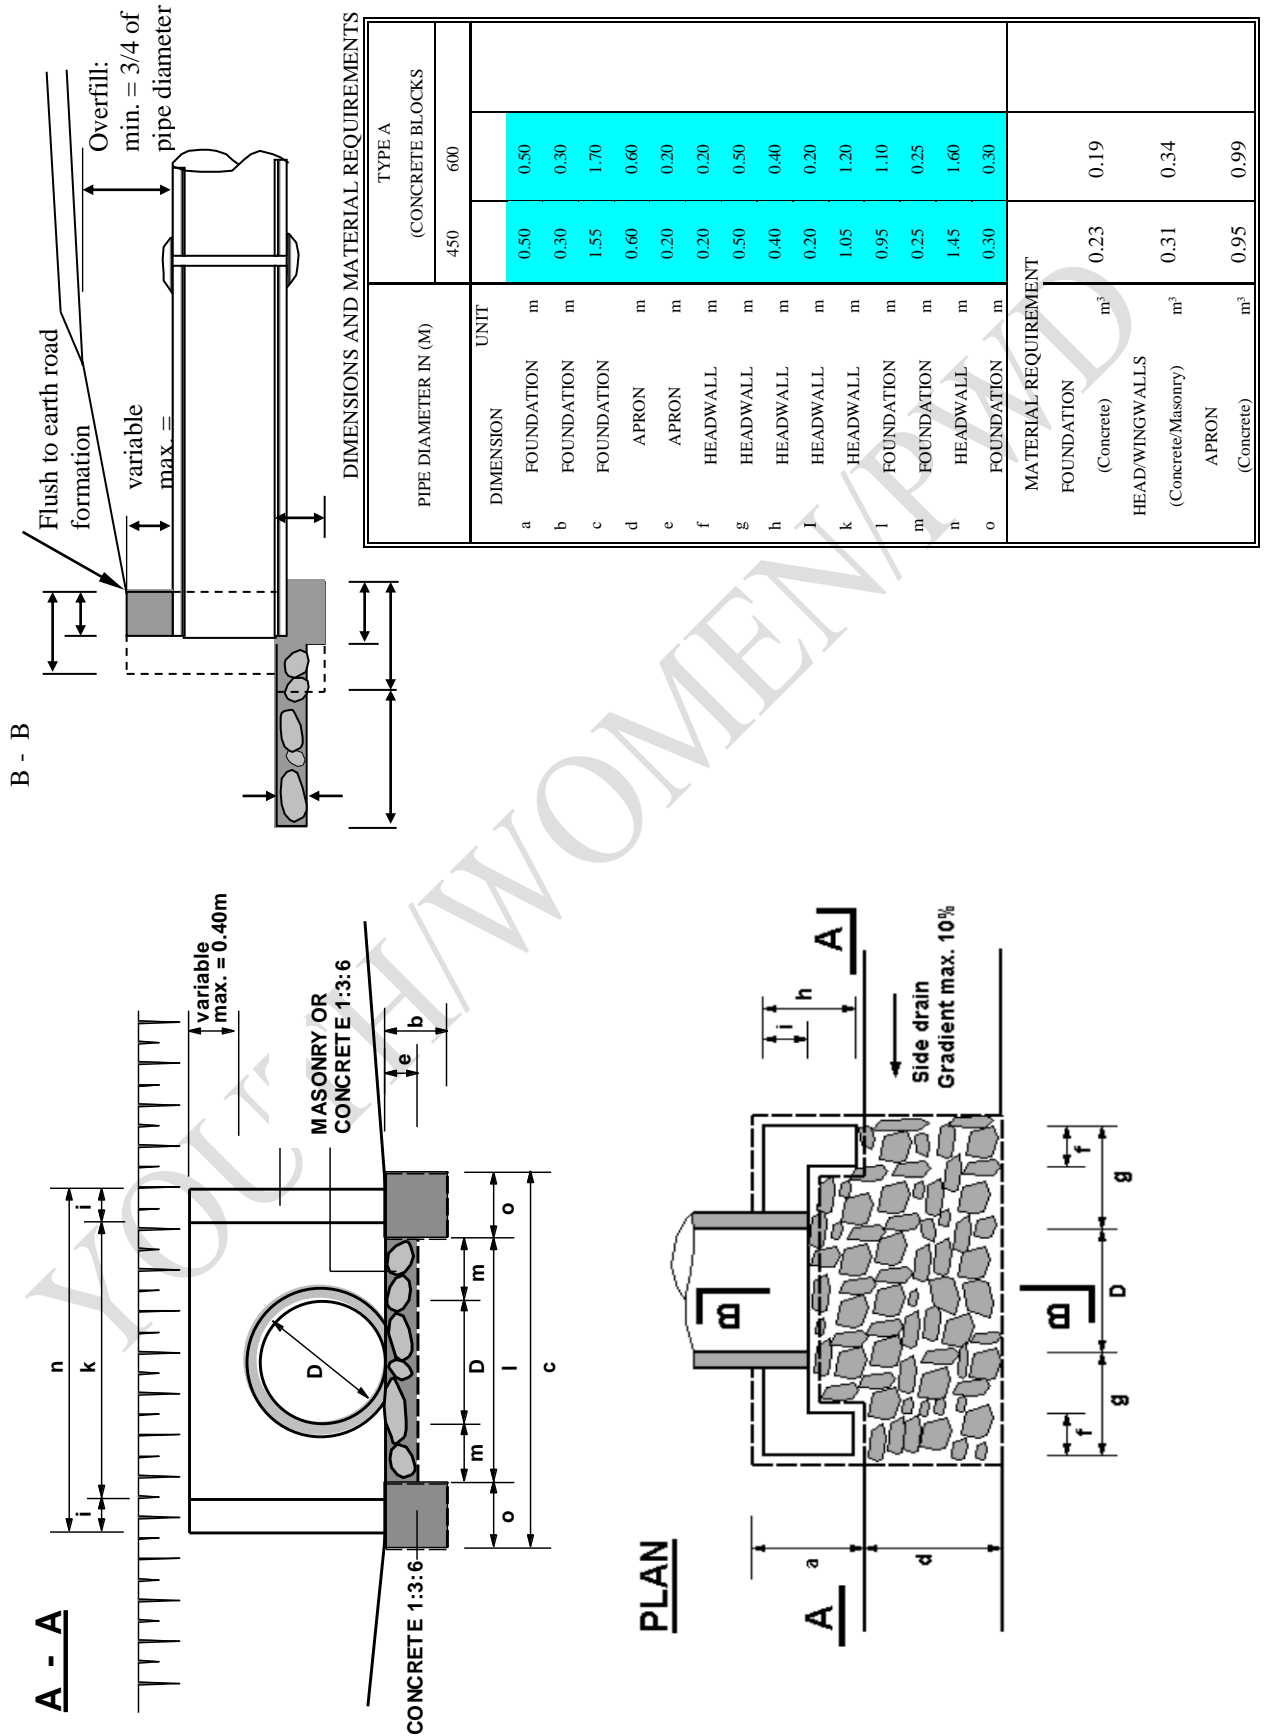 A - A
n
i
k
i
variable
max. = 0.40m
D
MASONRY OR
CONCRETE 1:3:6
e
b
o
m
D
m
o
l
c
CONCRETE 1:3:6
B - B
Flush to earth road
formation
variable
max. =
Overfill:
min. = 3/4 of
pipe diameter
PLAN
A
A
a
d
h
i
Side drain
Gradient max. 10%
B
B
f
g
D
f
g
DIMENSIONS AND MATERIAL REQUIREMENTS
PIPE DIAMETER IN (M)
TYPE A
(CONCRETE BLOCKS
450 600
DIMENSION UNIT
a FOUNDATION m 0.50 0.50
b FOUNDATION m 0.30 0.30
c FOUNDATION 1.55 1.70
d APRON m 0.60 0.60
e APRON m 0.20 0.20
f HEADWALL m 0.20 0.20
g HEADWALL m 0.50 0.50
h HEADWALL m 0.40 0.40
I HEADWALL m 0.20 0.20
k HEADWALL m 1.05 1.20
l FOUNDATION m 0.95 1.10
m FOUNDATION m 0.25 0.25
n HEADWALL m 1.45 1.60
o FOUNDATION m 0.30 0.30
MATERIAL REQUIREMENT
FOUNDATION
(Concrete) m³ 0.23 0.19
HEAD/WINGWALLS
(Concrete/Masonry) m³ 0.31 0.34
APRON
(Concrete) m³ 0.95 0.99
YOUTH/WOMEN/PWD